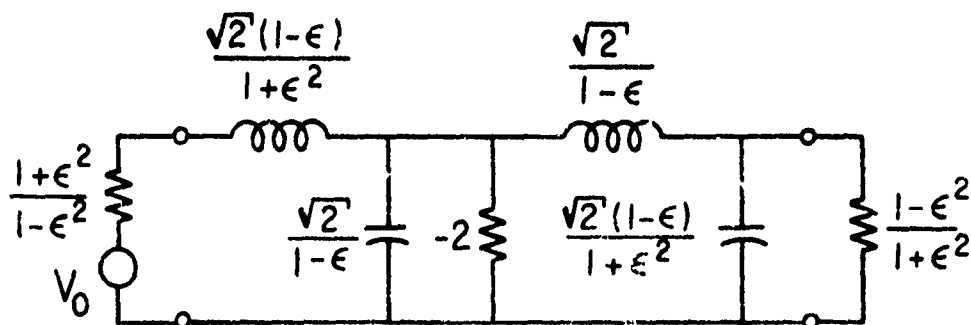 √2 (1-ϵ) / 1+ϵ²
√2 / 1-ϵ
1+ϵ² / 1-ϵ²
√2 / 1-ϵ
-2
√2 (1-ϵ) / 1+ϵ²
1-ϵ² / 1+ϵ²
V₀